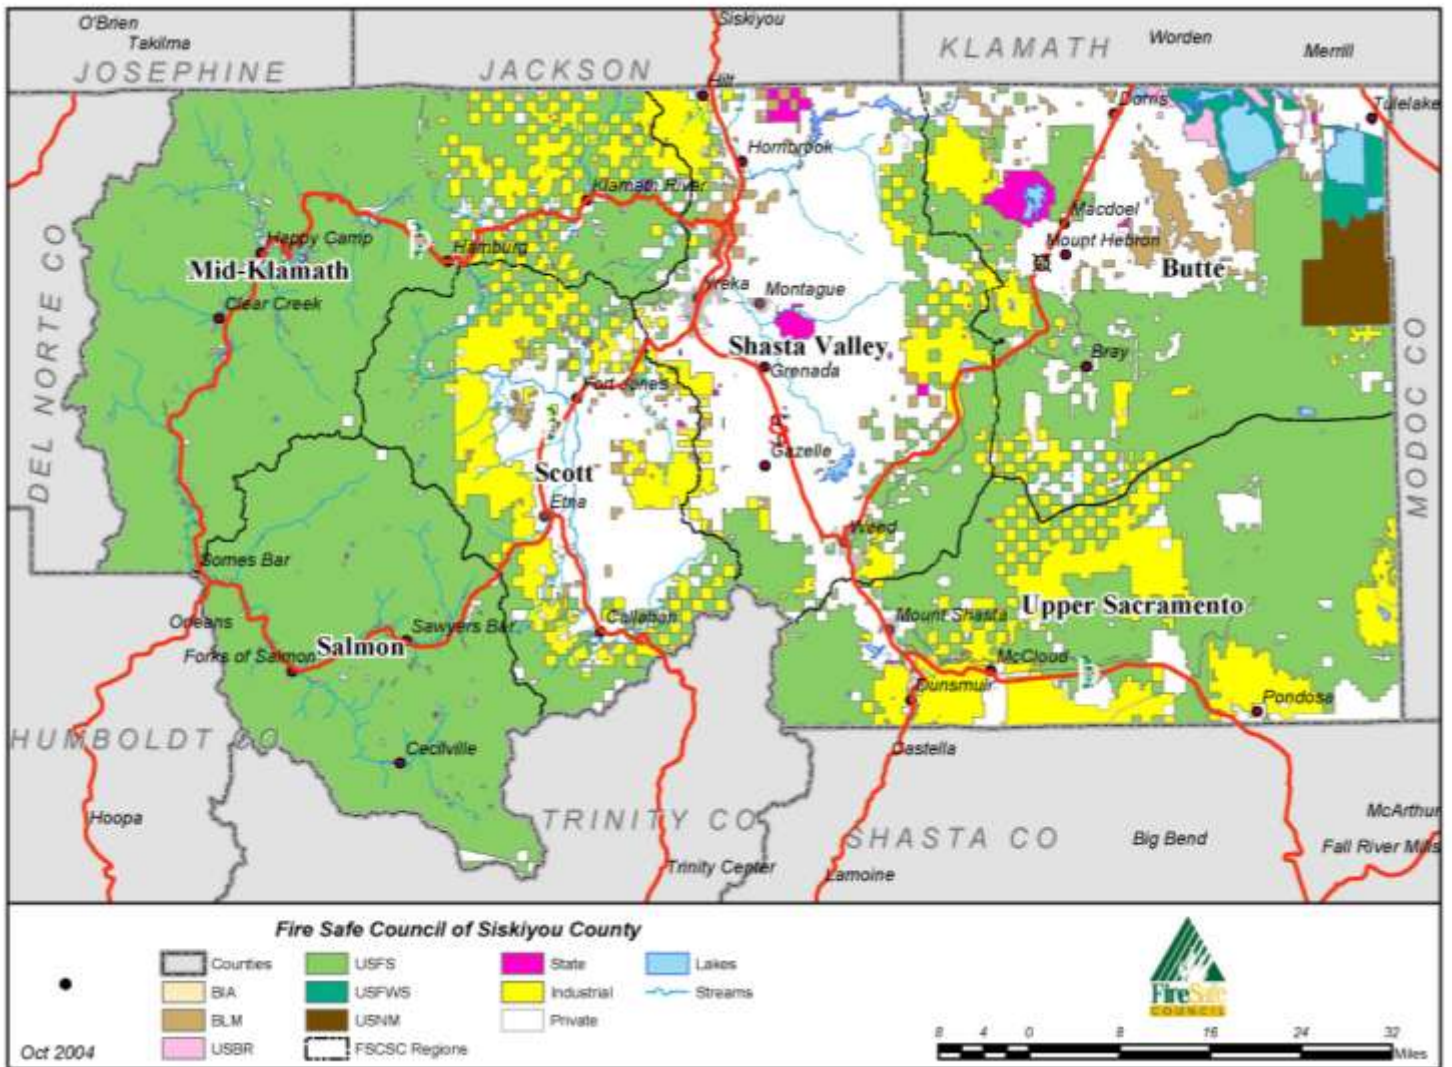 O'Brien
Takilma
Siskiyou
Worden
Merrill
JOSEPHINE
JACKSON
KLAMATH
Hilt
Dorris
Tulelake
Hornbrook
Klamath River
Macdoel
Happy Camp
Hamburg
Mount Hebron
Mid-Klamath
Butte
Clear Creek
Yreka
Montague
DEL NORTE CO
Shasta Valley
Bray
MODOC CO
Grenada
Fort Jones
Gazelle
Scott
Etna
Weed
Somes Bar
Orleans
Callahan
Mount Shasta
Upper Sacramento
Sawyers Bar
Salmon
Forks of Salmon
McCloud
Dunsmuir
Pondosa
HUMBOLDT CO
Cecilville
Castella
Hoopa
TRINITY CO
SHASTA CO
McArthur
Big Bend
Fall River Mills
Trinity Center
Lamoine
Fire Safe Council of Siskiyou County
Counties
USFS
State
Lakes
BIA
USFWS
Industrial
Streams
BLM
USNM
Private
USBR
FSCSC Regions
Oct 2004
FireSafe
COUNCIL
8 4 0 8 16 24 32
Miles